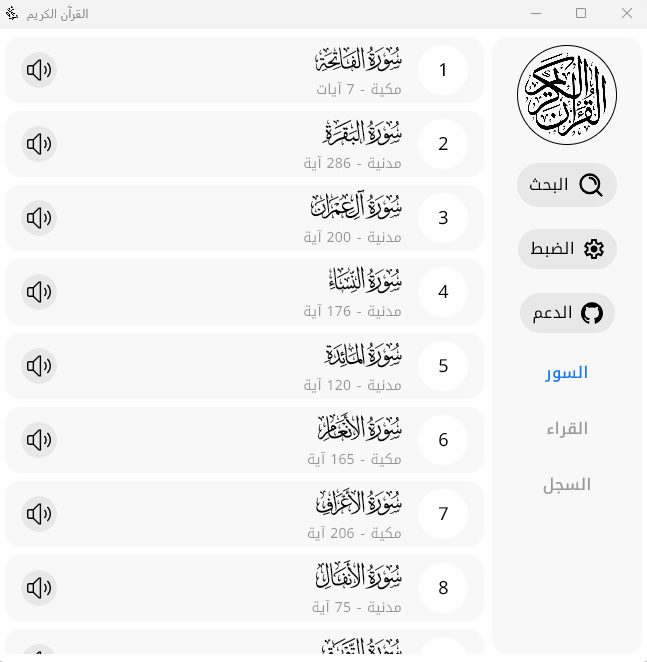 القرآن الكريم
القرآن الكريم
البحث
الضبط
الدعم
السور
القراء
السجل
1
سُورَةُ الفَاتِحَةِ
مكية - 7 آيات
2
سُورَةُ البَقَرَةِ
مدنية - 286 آية
3
سُورَةُ آلِ عِمْرَان
مدنية - 200 آية
4
سُورَةُ النِّسَاءِ
مدنية - 176 آية
5
سُورَةُ المَائِدَةِ
مدنية - 120 آية
6
سُورَةُ الأَنْعَامِ
مكية - 165 آية
7
سُورَةُ الأَعْرَافِ
مكية - 206 آية
8
سُورَةُ الأَنفَالِ
مدنية - 75 آية